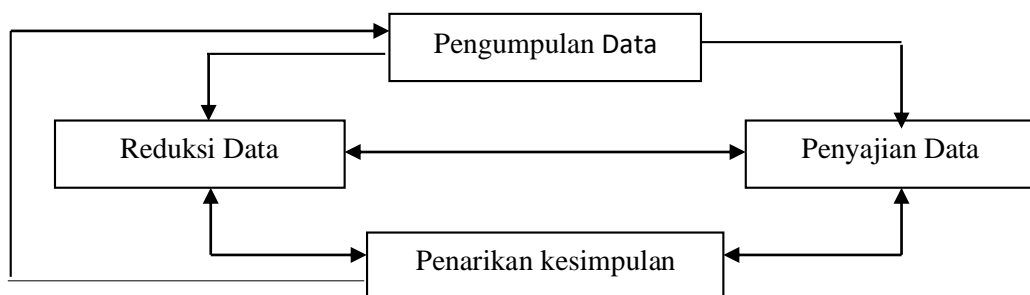 Pengumpulan Data
Reduksi Data
Penyajian Data
Penarikan kesimpulan